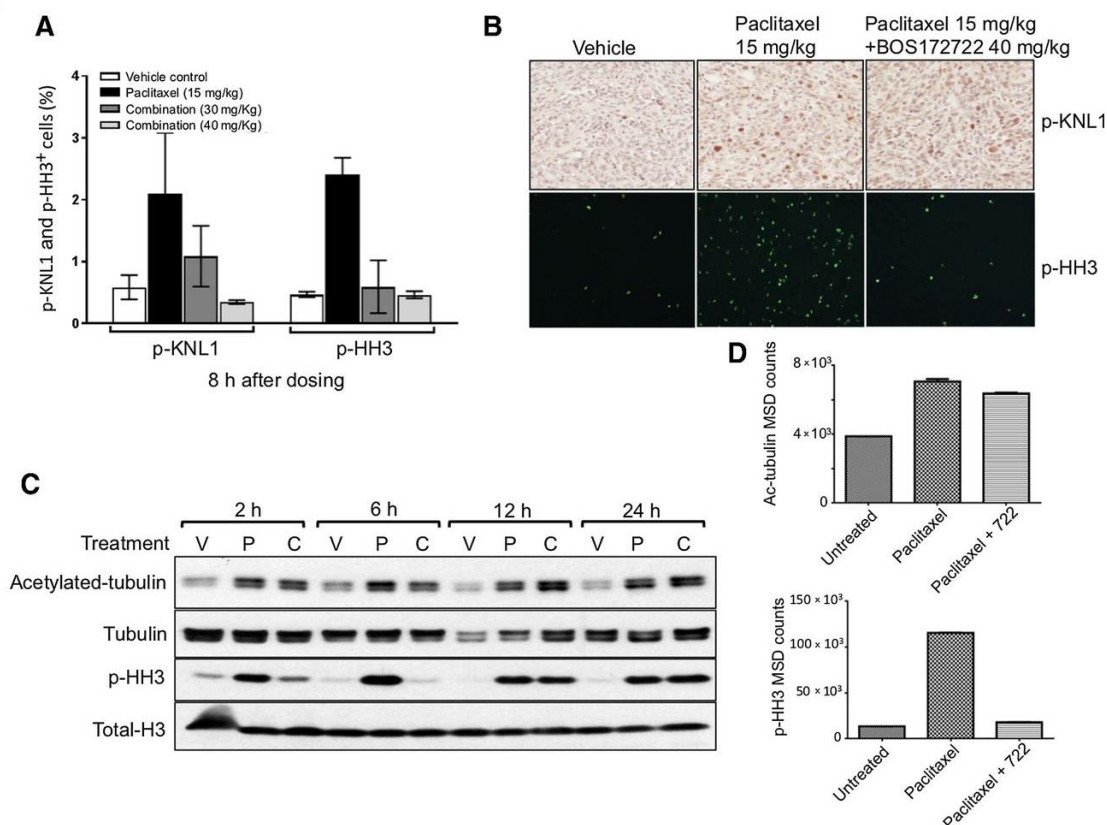 A
Vehicle control
Paclitaxel (15 mg/kg)
Combination (30 mg/Kg)
Combination (40 mg/Kg)
p-KNL1 and p-HH3⁺ cells (%)
4
3
2
1
0
p-KNL1
p-HH3
8 h after dosing
B
Vehicle
Paclitaxel
15 mg/kg
Paclitaxel 15 mg/kg
+BOS172722 40 mg/kg
p-KNL1
p-HH3
C
2 h
6 h
12 h
24 h
Treatment
V P C V P C V P C V P C
Acetylated-tubulin
Tubulin
p-HH3
Total-H3
D
Ac-tubulin MSD counts
8 × 10³
4 × 10³
0
Untreated
Paclitaxel
Paclitaxel + 722
p-HH3 MSD counts
150 × 10³
100 × 10³
50 × 10³
0
Untreated
Paclitaxel
Paclitaxel + 722